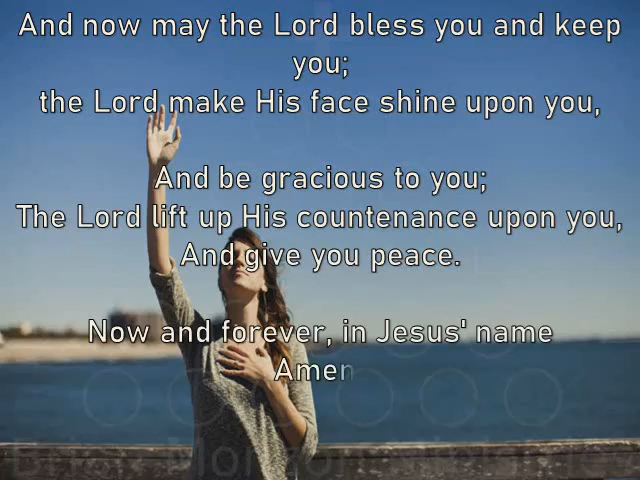 And now may the Lord bless you and keep
you;
the Lord make His face shine upon you,
And be gracious to you;
The Lord lift up His countenance upon you,
And give you peace.
Now and forever, in Jesus' name
Amen